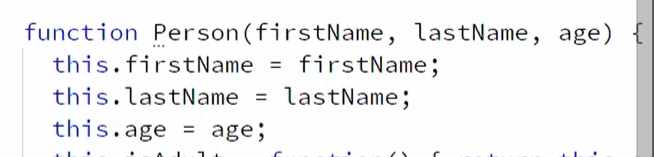 function Person(firstName, lastName, age) {
this.firstName = firstName;
this.lastName = lastName;
this.age = age;